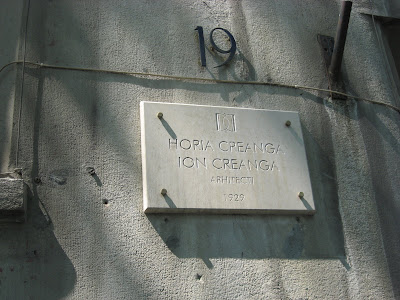 19
HORIA CREANGA
ION CREANGA
ARHITECTI
1929